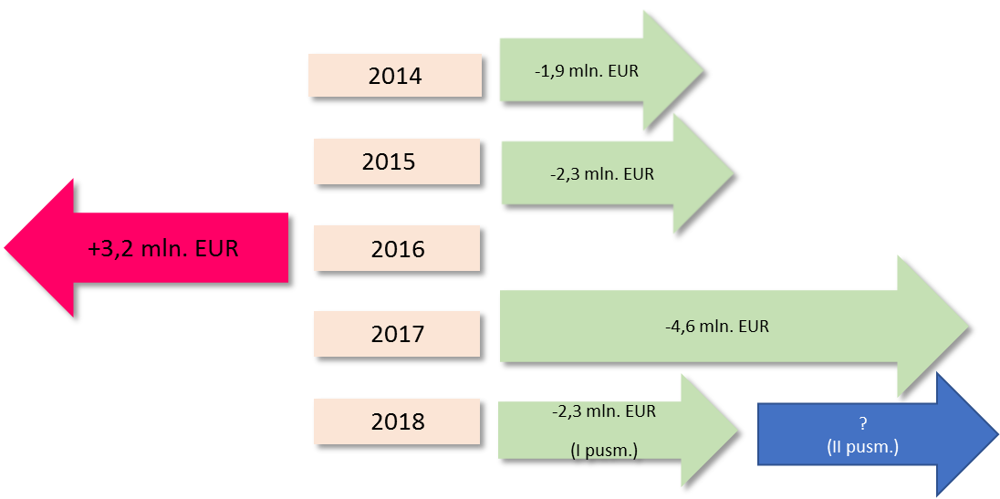 2014
-1,9 mln. EUR
2015
-2,3 mln. EUR
+3,2 mln. EUR
2016
2017
-4,6 mln. EUR
2018
-2,3 mln. EUR
(I pusm.)
?
(II pusm.)